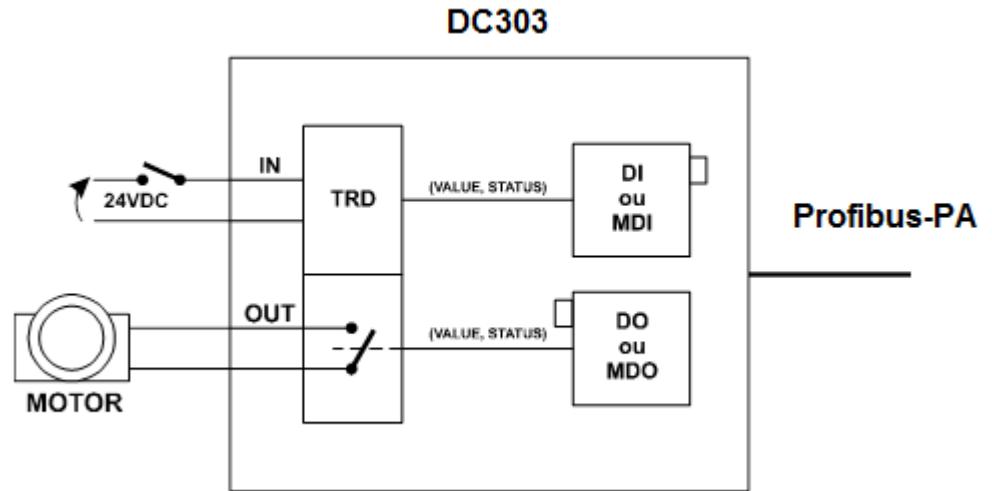 DC303
IN
24VDC
TRD
(VALUE, STATUS)
DI
ou
MDI
Profibus-PA
OUT
(VALUE, STATUS)
DO
ou
MDO
MOTOR